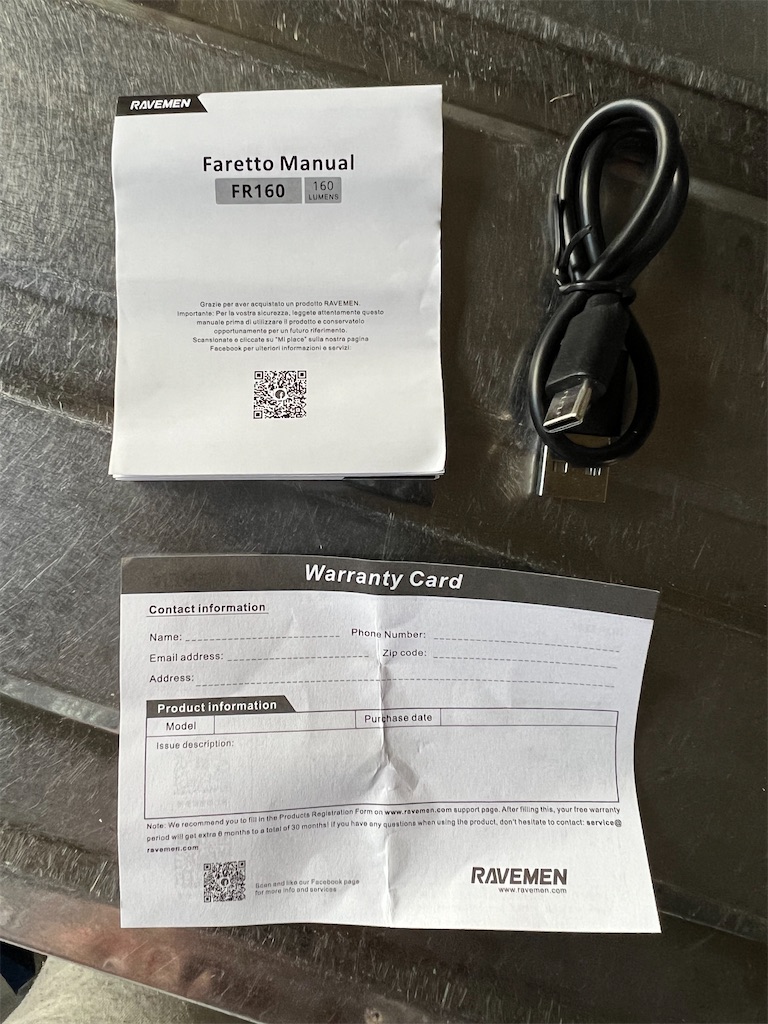 RAVEMEN
Faretto Manual
FR160 160 LUMENS
Grazie per aver acquistato un prodotto RAVEMEN.
Importante: Per la vostra sicurezza, leggete attentamente questo
manuale prima di utilizzare il prodotto e conservatelo
opportunamente per un futuro riferimento.
Scansionate e cliccate su "Mi piace" sulla nostra pagina
Facebook per ulteriori informazioni e servizi:
Warranty Card
Contact information
Name: Phone Number:
Email address: Zip code:
Address:
Product information
Model Purchase date
Issue description:
Note: We recommend you to fill in the Products Registration Form on www.ravemen.com support page. After filling this, your free warranty
period will get extra 6 months to a total of 30 months! If you have any questions when using the product, don't hesitate to contact: service@
ravemen.com
Scan and like our Facebook page
for more info and services
RAVEMEN
www.ravemen.com